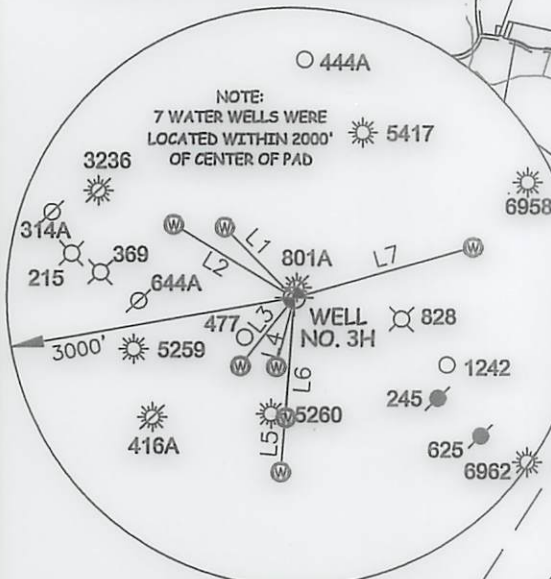 444A
NOTE:
7 WATER WELLS WERE
LOCATED WITHIN 2000'
OF CENTER OF PAD
5417
3236
6958
314A
W
W
L1
L2
801A
L7
W
215
369
644A
477
L3
WELL
NO. 3H
828
3000'
5259
L4
W
W
L6
1242
245
416A
5260
W
L5
625
6962
W